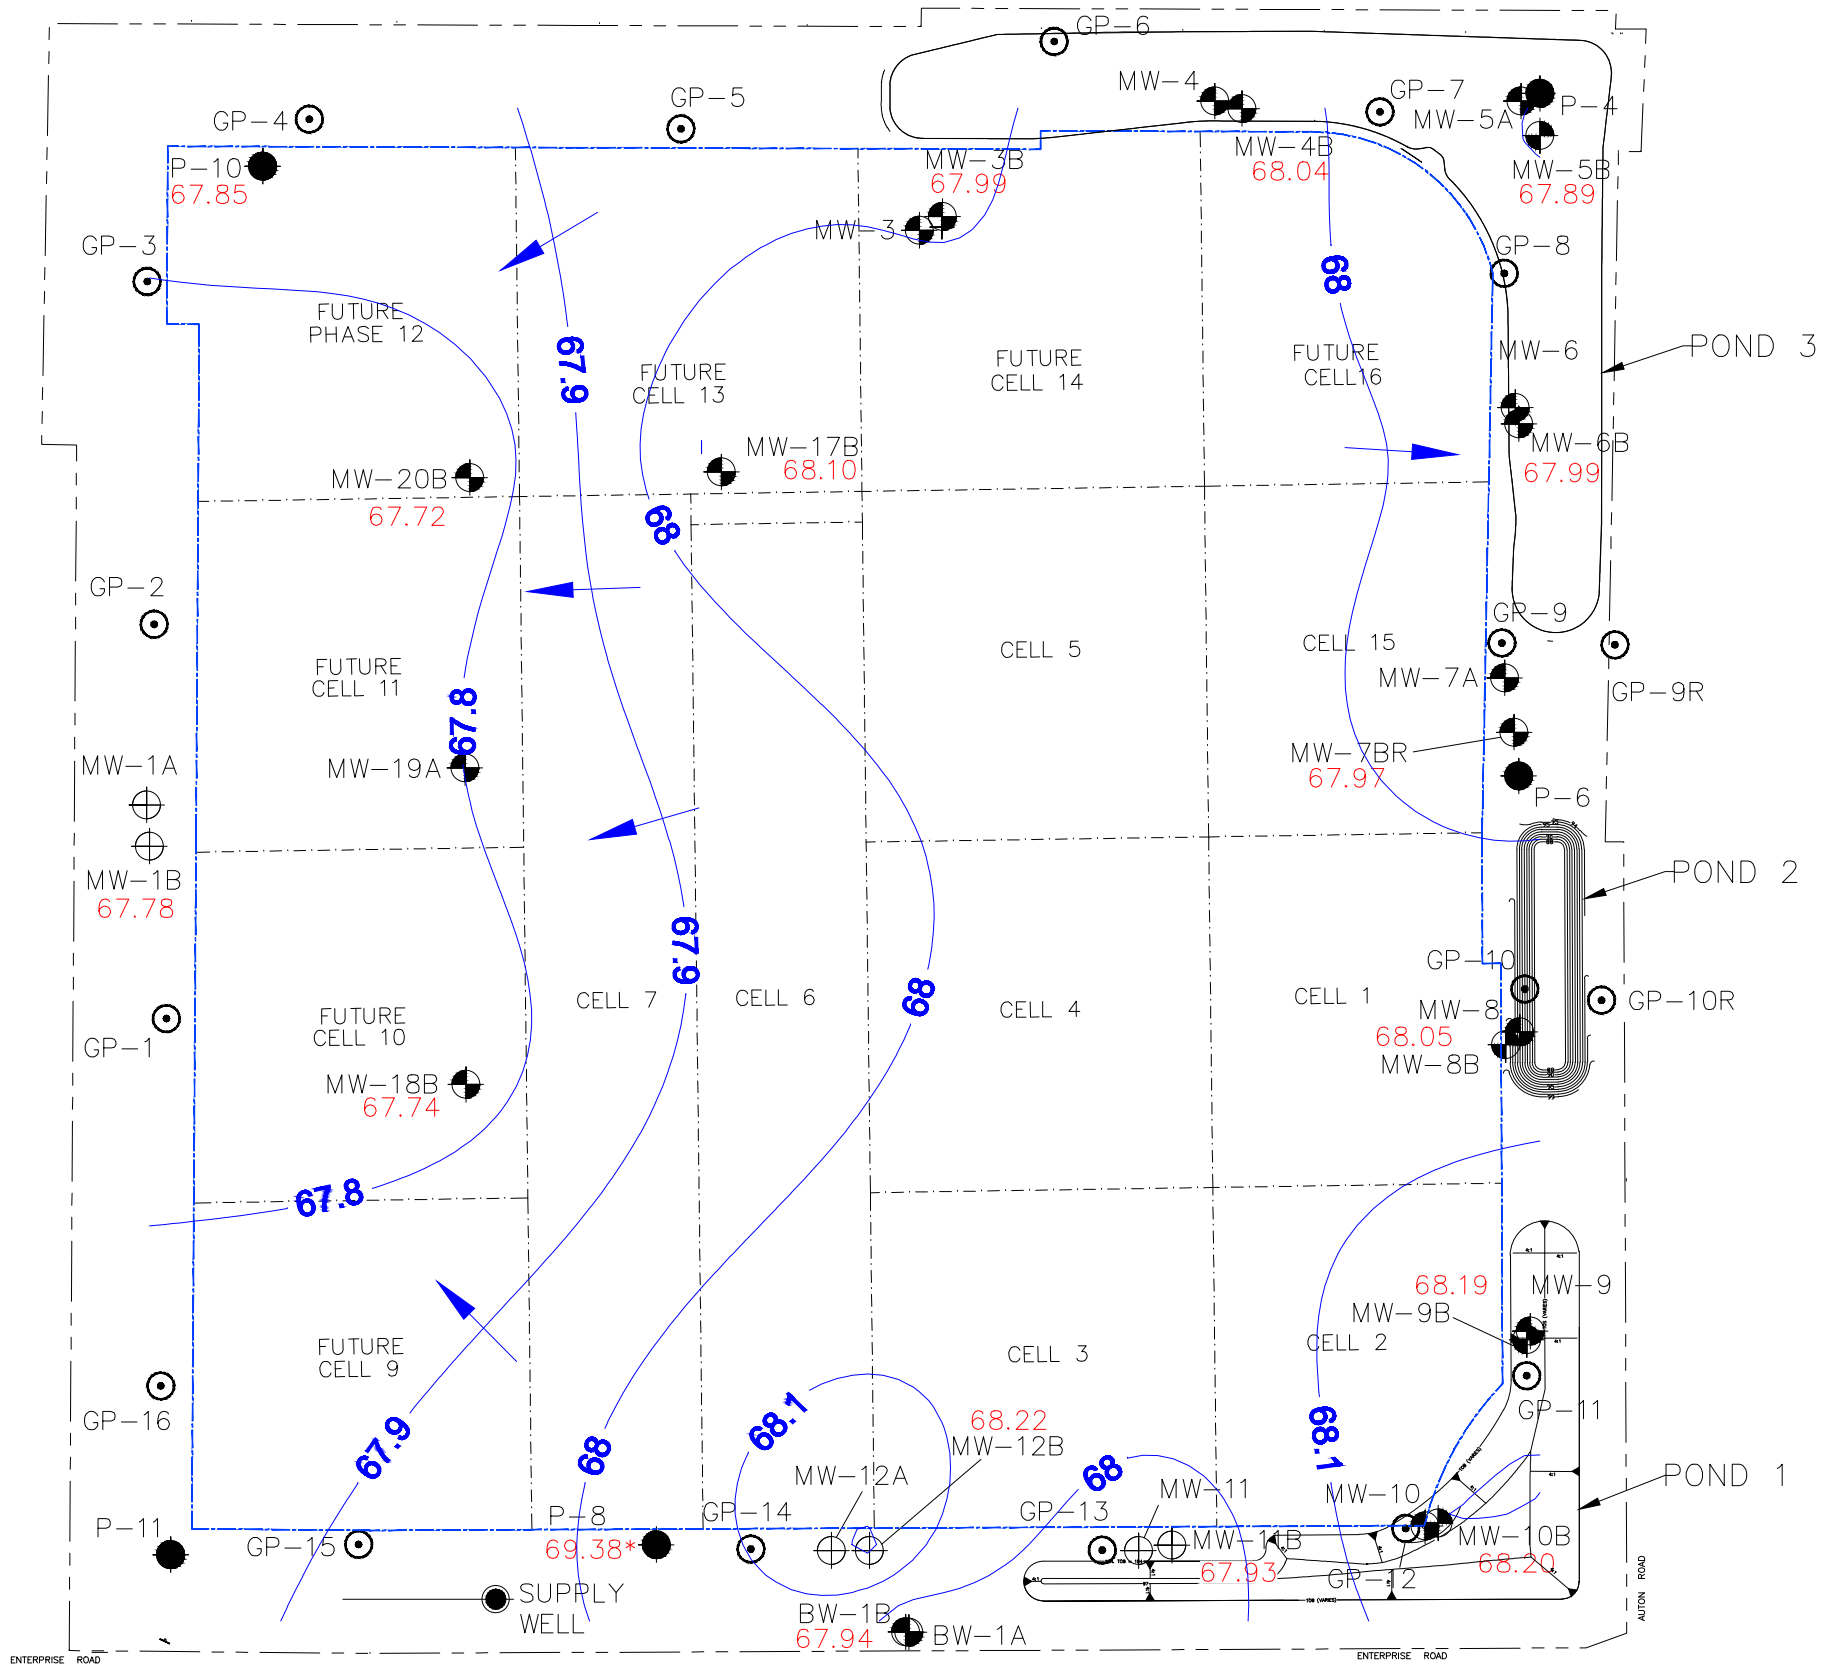 GP-6
MW-4
GP-7
P-4
MW-5A
GP-5
GP-4
P-10
67.85
MW-3B
67.99
MW-4B
68.04
MW-5B
67.89
MW-3
GP-3
GP-8
68
FUTURE
PHASE 12
67.9
FUTURE
CELL 13
FUTURE
CELL 14
FUTURE
CELL16
MW-6
POND 3
MW-20B
67.72
MW-17B
68.10
MW-6B
67.99
68
GP-2
GP-9
FUTURE
CELL 11
CELL 5
CELL 15
MW-7A
GP-9R
67.8
MW-1A
MW-19A
MW-7BR
67.97
P-6
MW-1B
67.78
POND 2
67.9
GP-10
CELL 7
CELL 6
68
CELL 4
CELL 1
MW-8
68.05
GP-10R
GP-1
FUTURE
CELL 10
MW-8B
MW-18B
67.74
67.8
68.19
MW-9
MW-9B
FUTURE
CELL 9
CELL 3
CELL 2
GP-16
GP-11
67.9
68
68.1
68.22
MW-12B
68.1
MW-12A
68
MW-11
MW-10
POND 1
P-11
GP-15
P-8
69.38*
GP-14
GP-13
MW-11B
67.93
GP-12
MW-10B
68.20
SUPPLY
WELL
BW-1B
67.94
BW-1A
AUTON ROAD
ENTERPRISE ROAD
ENTERPRISE ROAD